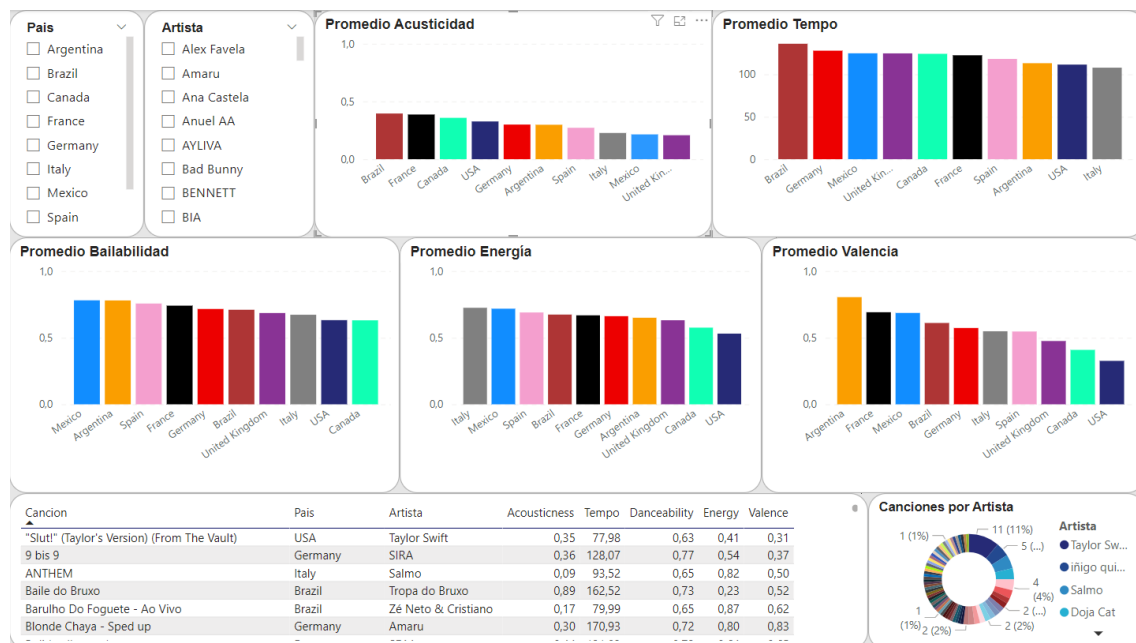 Pais
Argentina
Brazil
Canada
France
Germany
Italy
Mexico
Spain
Artista
Alex Favela
Amaru
Ana Castela
Anuel AA
AYLIVA
Bad Bunny
BENNETT
BIA
Promedio Acusticidad
1,0
0,5
0,0
Brazil
France
Canada
USA
Germany
Argentina
Spain
Italy
Mexico
United Kin...
Promedio Tempo
100
50
0
Brazil
Germany
Mexico
United Kin...
Canada
France
Spain
Argentina
USA
Italy
Promedio Bailabilidad
1,0
0,5
0,0
Mexico
Argentina
Spain
France
Germany
Brazil
United Kingdom
Italy
USA
Canada
Promedio Energía
1,0
0,5
0,0
Italy
Mexico
Spain
Brazil
France
Germany
Argentina
United Kingdom
Canada
USA
Promedio Valencia
1,0
0,5
0,0
Argentina
France
Mexico
Brazil
Germany
Italy
Spain
United Kingdom
Canada
USA
Cancion Pais Artista Acousticness Tempo Danceability Energy Valence
"Slut!" (Taylor's Version) (From The Vault) USA Taylor Swift 0,35 77,98 0,63 0,41 0,31
9 bis 9 Germany SIRA 0,36 128,07 0,77 0,54 0,37
ANTHEM Italy Salmo 0,09 93,52 0,65 0,82 0,50
Baile do Bruxo Brazil Tropa do Bruxo 0,89 162,52 0,73 0,23 0,52
Barulho Do Foguete - Ao Vivo Brazil Zé Neto & Cristiano 0,17 79,99 0,65 0,87 0,62
Blonde Chaya - Sped up Germany Amaru 0,30 170,93 0,72 0,80 0,83
Canciones por Artista
11 (11%)
5 (...)
4
(4%)
2 (...)
2 (2%)
2 (2%)
1
(1%)
1 (1%)
Artista
Taylor Sw...
iñigo qui...
Salmo
Doja Cat